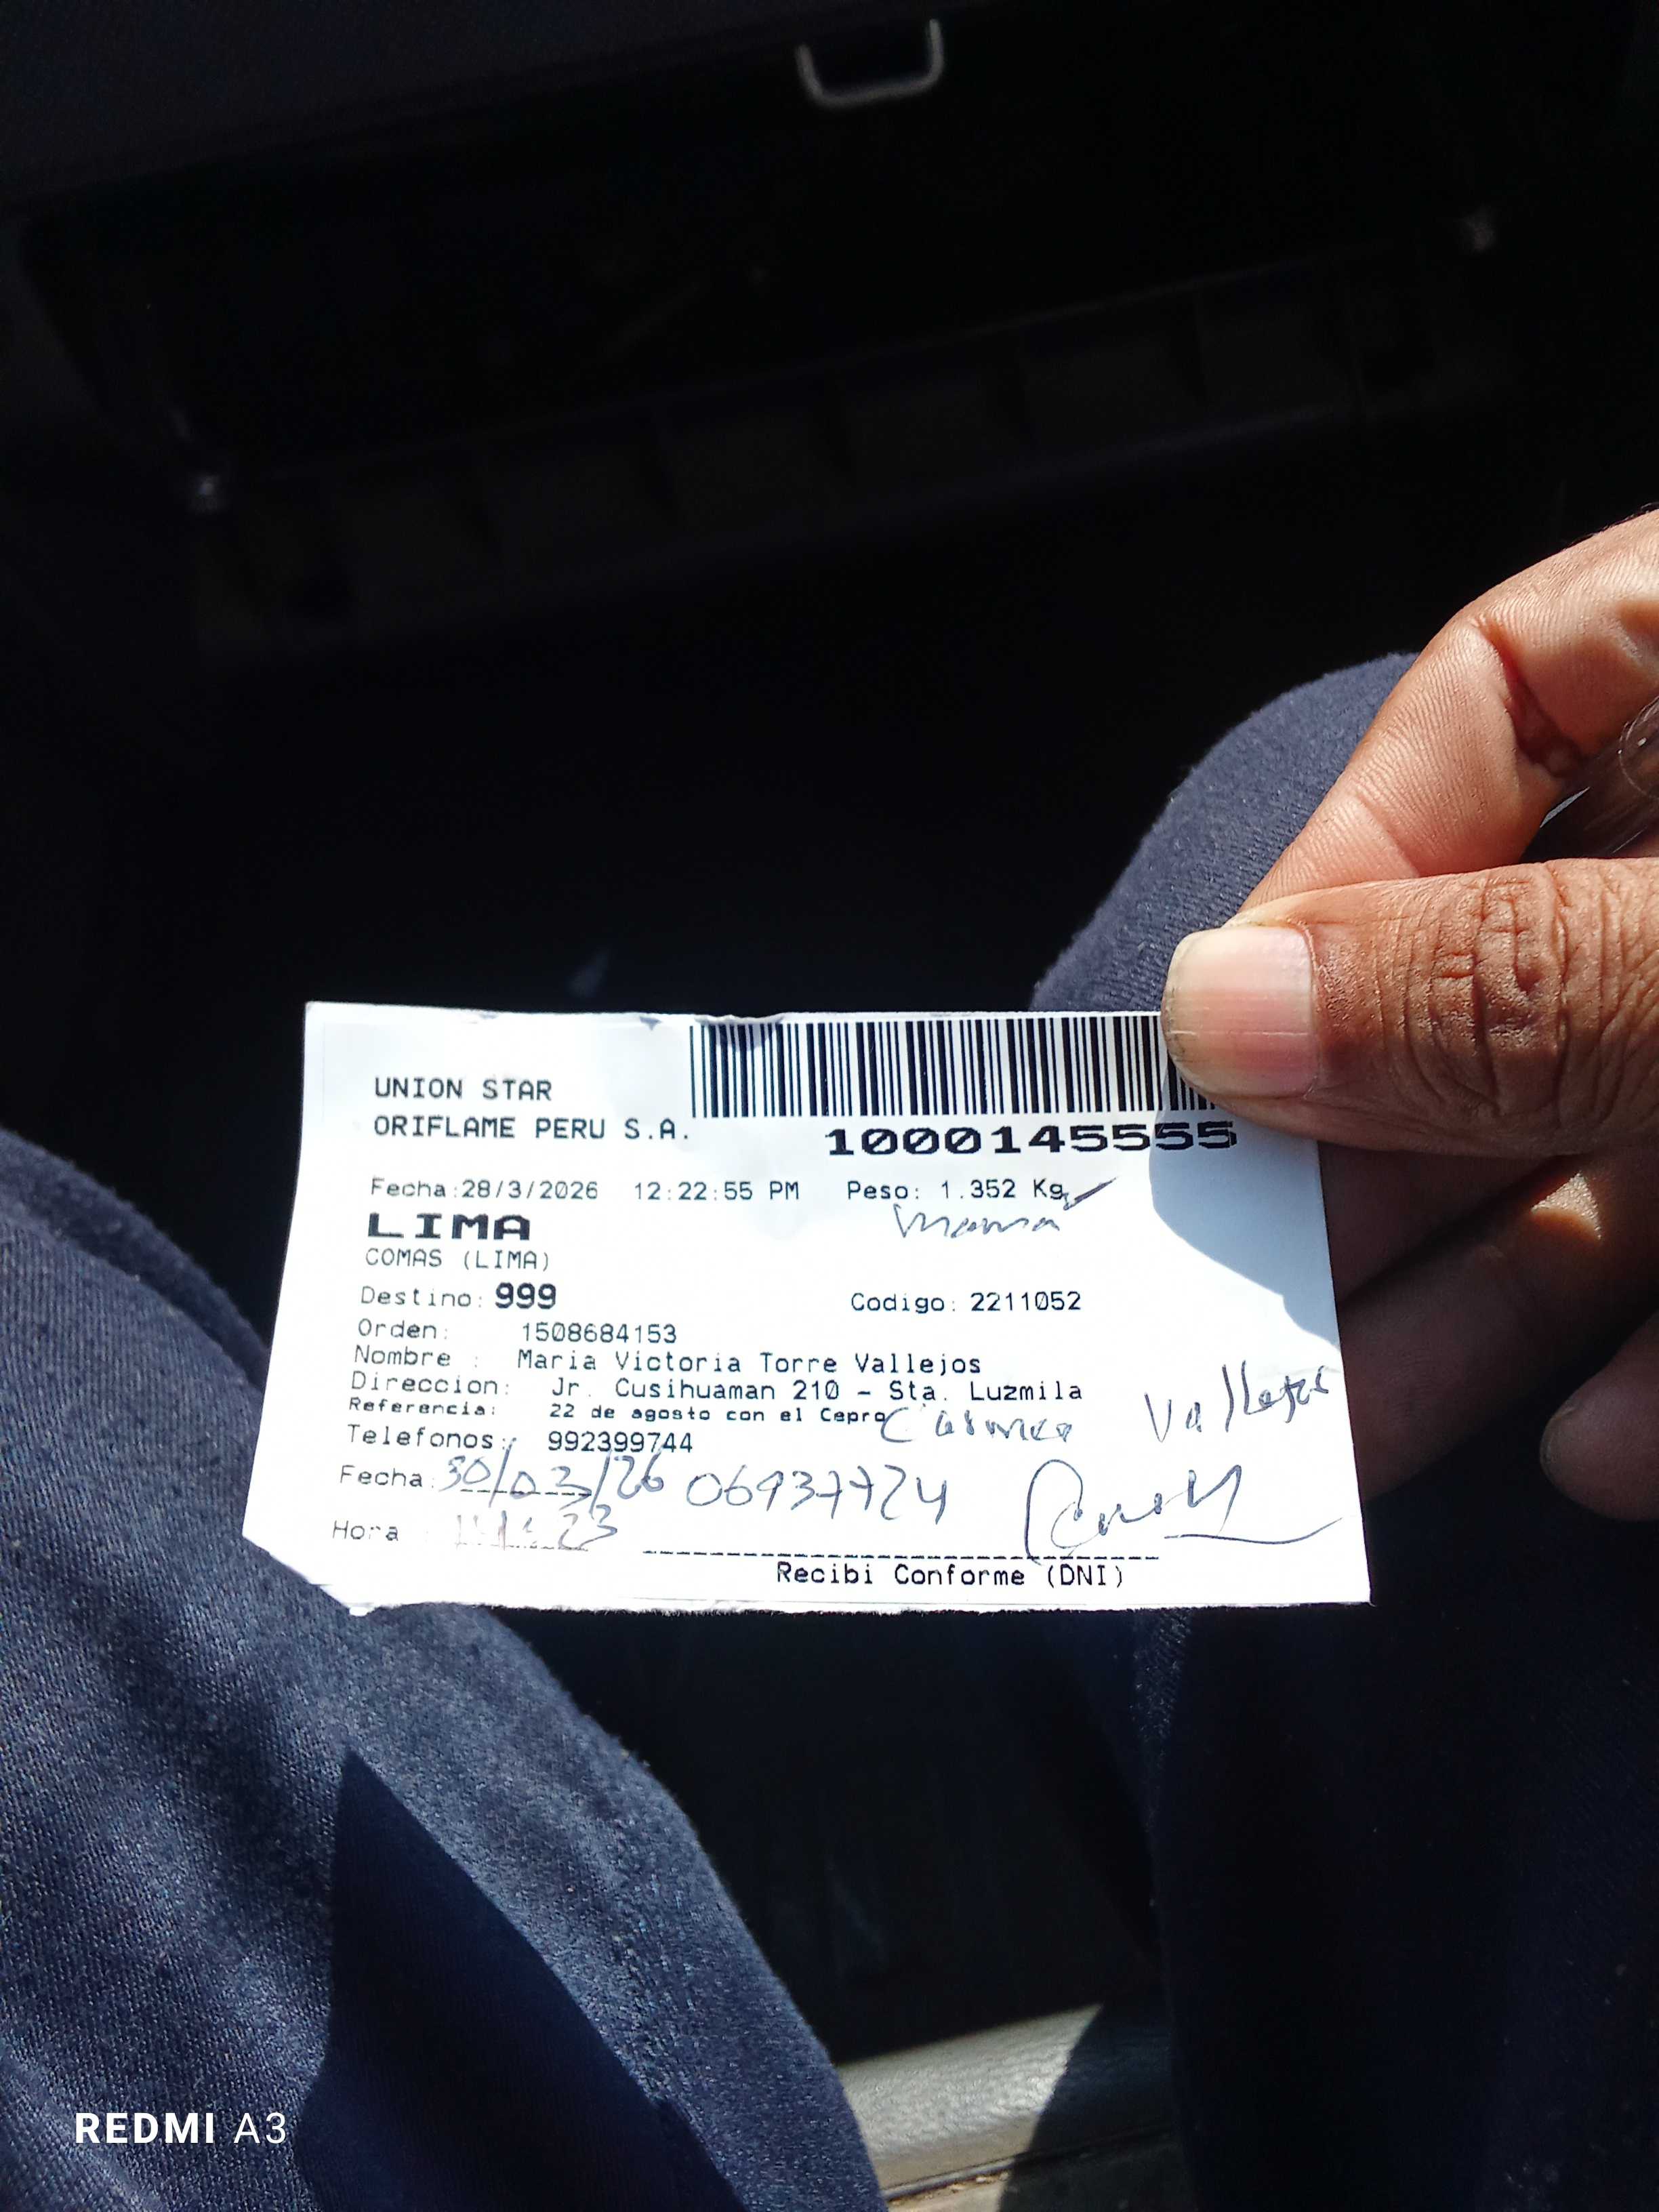 UNION STAR
ORIFLAME PERU S.A.
1000145555
Fecha:28/3/2026 12:22:55 PM Peso: 1.352 Kg
mama
LIMA
COMAS (LIMA)
Destino: 999 Codigo: 2211052
Orden: 1508684153
Nombre : Maria Victoria Torre Vallejos
Direccion: Jr. Cusihuaman 210 - Sta. Luzmila
Referencia: 22 de agosto con el Cepro Vallejos
Telefonos: 992399744
Fecha: 30/03/26 06937724
Hora : 23
Recibi Conforme (DNI)
REDMI A3